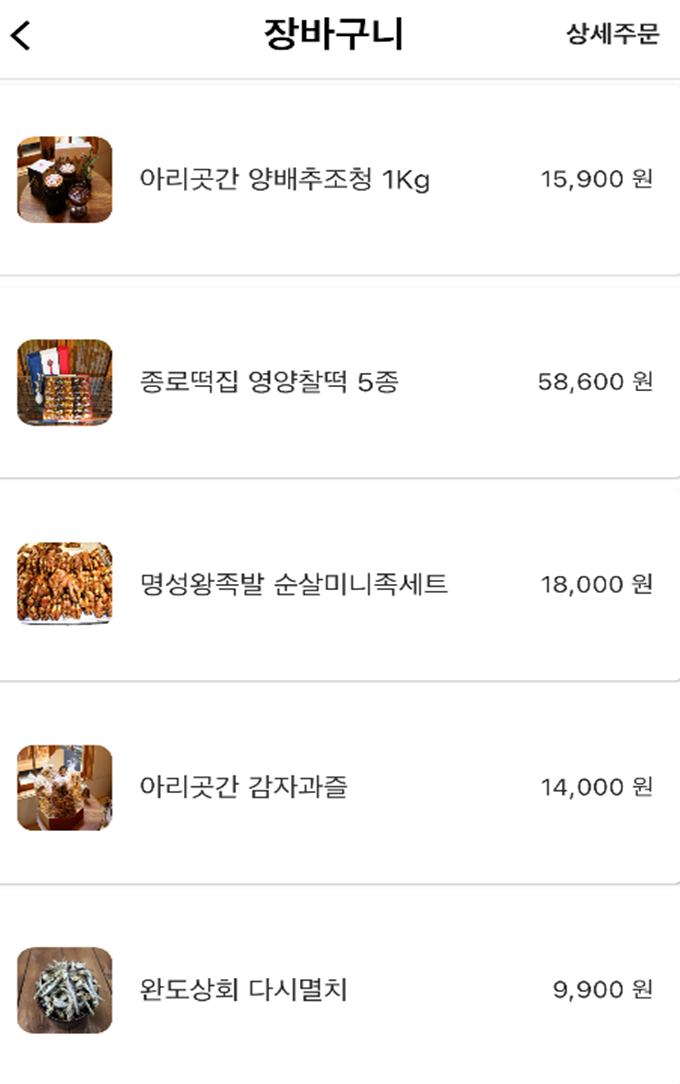 장바구니 상세주문
아리곳간 양배추조청 1Kg 15,900 원
종로떡집 영양찰떡 5종 58,600 원
명성왕족발 순살미니족세트 18,000 원
아리곳간 감자과즐 14,000 원
완도상회 다시멸치 9,900 원